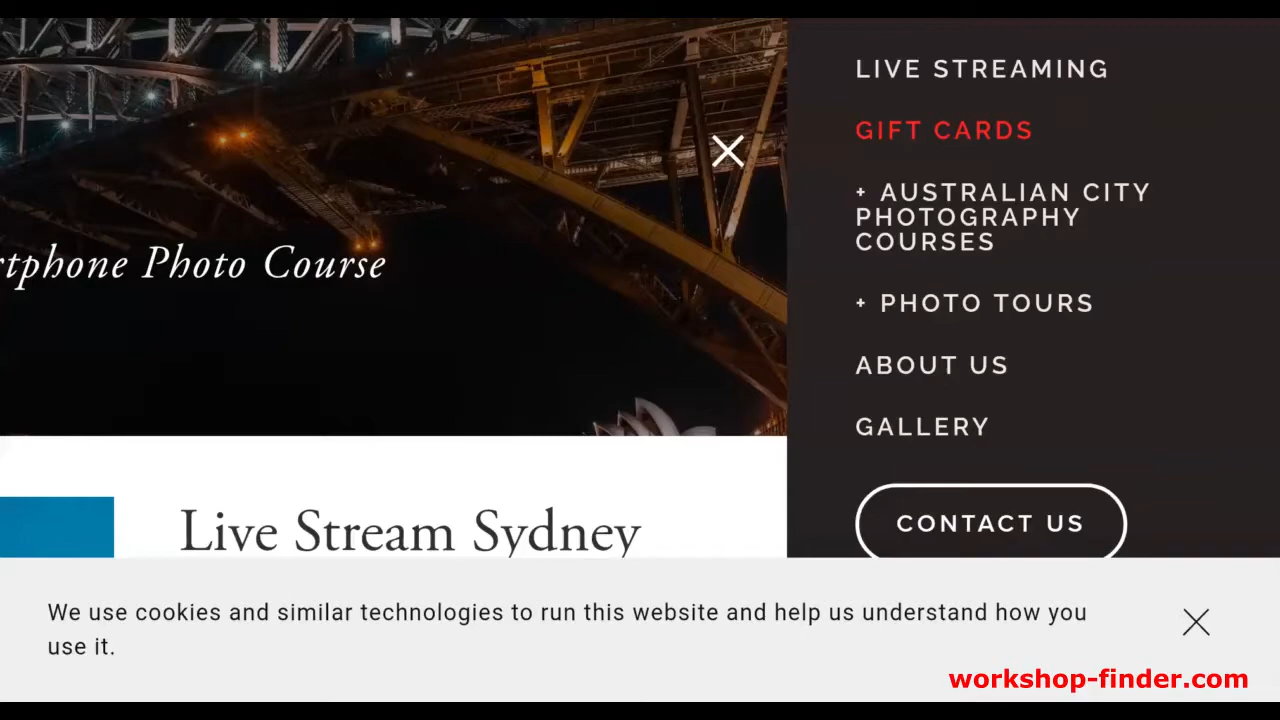 LIVE STREAMING
GIFT CARDS
+ AUSTRALIAN CITY
PHOTOGRAPHY
COURSES
+ PHOTO TOURS
ABOUT US
GALLERY
CONTACT US
Photo Course
Live Stream Sydney
We use cookies and similar technologies to run this website and help us understand how you
use it.
workshop-finder.com